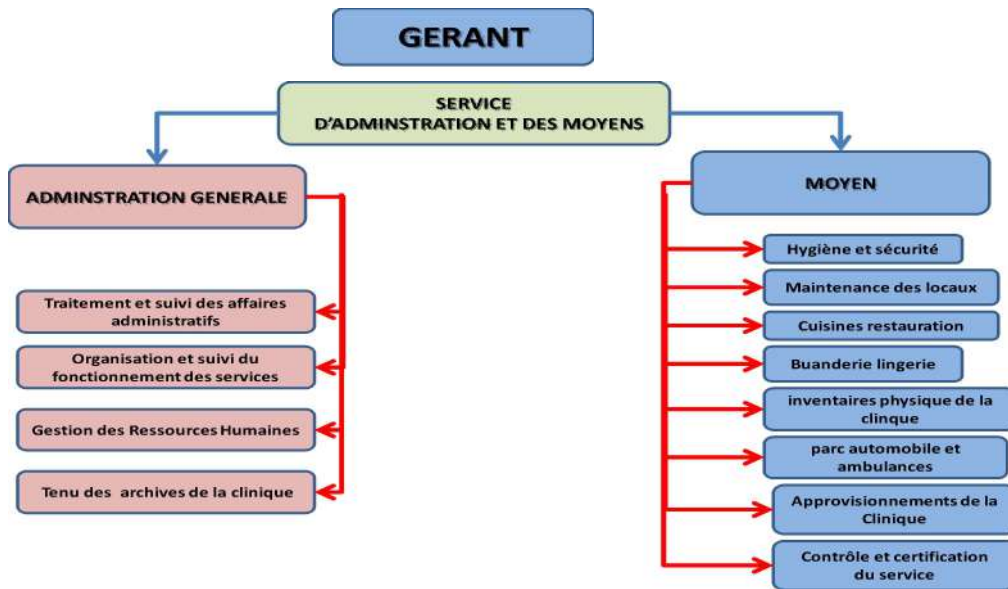 GERANT
SERVICE
D'ADMINSTRATION ET DES MOYENS
ADMINSTRATION GENERALE
Traitement et suivi des affaires
administratifs
Organisation et suivi du
fonctionnement des services
Gestion des Ressources Humaines
Tenu des archives de la clinique
MOYEN
Hygiène et sécurité
Maintenance des locaux
Cuisines restauration
Buanderie lingerie
inventaires physique de la
clinque
parc automobile et
ambulances
Approvisionnements de la
Clinique
Contrôle et certification
du service